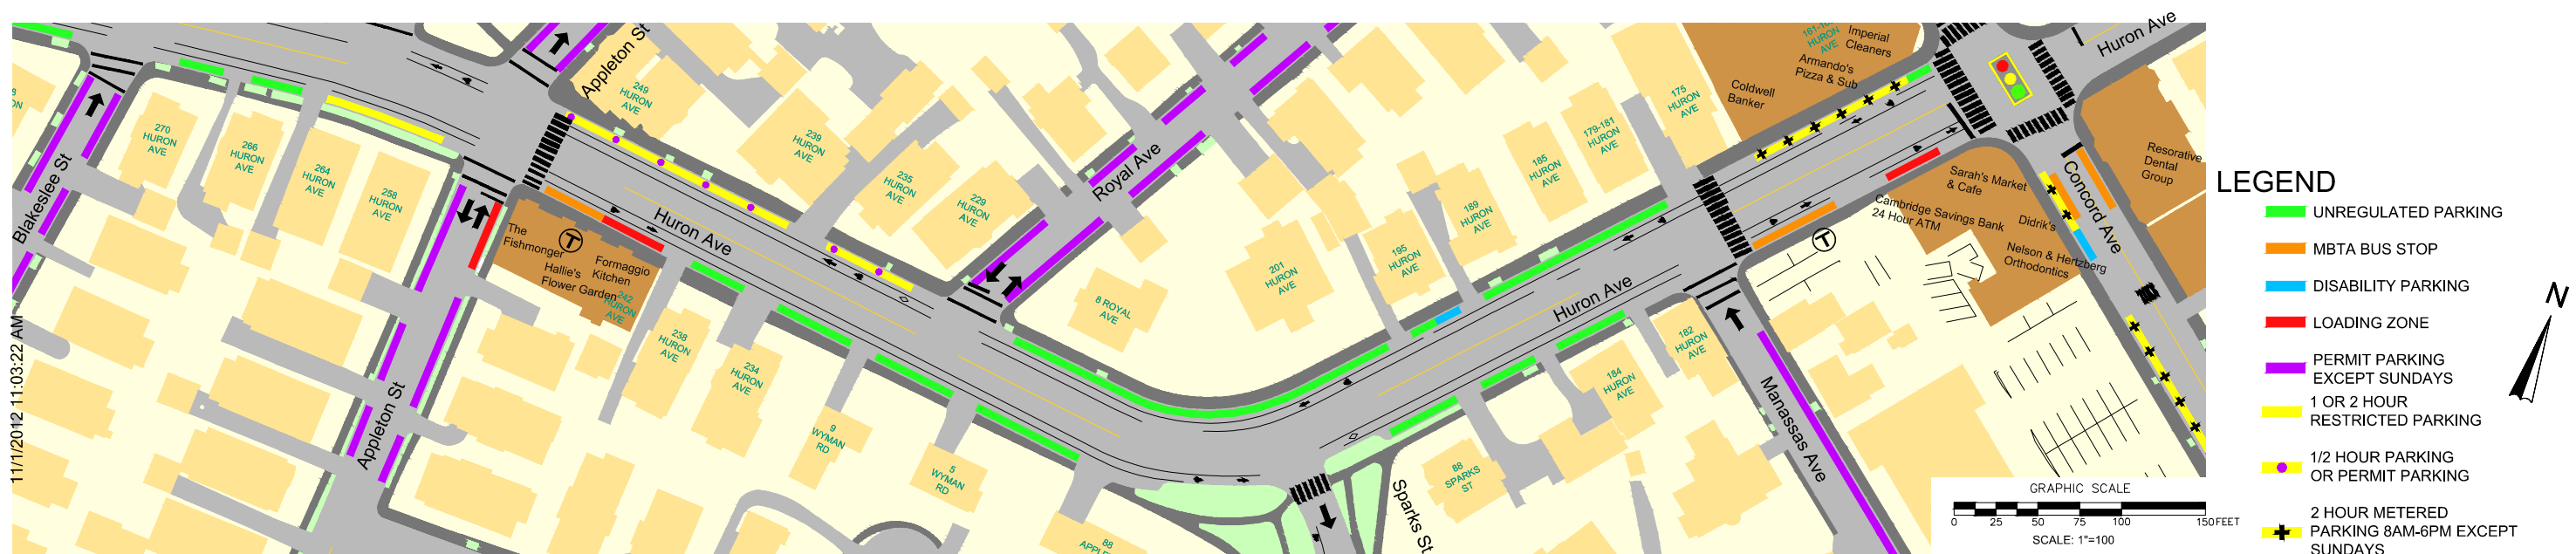 11/1/2012 11:03:22 AM
Blakeslee St
270
HURON
AVE
266
HURON
AVE
264
HURON
AVE
258
HURON
AVE
Appleton St
Appleton St
249
HURON
AVE
The
Fishmonger
Hallie's
Flower Garden
Formaggio
Kitchen
242
HURON
AVE
T
Huron Ave
239
HURON
AVE
235
HURON
AVE
229
HURON
AVE
238
HURON
AVE
234
HURON
AVE
9
WYMAN
RD
5
WYMAN
RD
88
Royal Ave
8 ROYAL
AVE
201
HURON
AVE
195
HURON
AVE
189
HURON
AVE
185
HURON
AVE
179-181
HURON
AVE
175
HURON
AVE
HURON
AVE
Imperial
Cleaners
Armando's
Pizza & Sub
Coldwell
Banker
Huron Ave
Huron Ave
88
SPARKS
ST
Sparks St
184
HURON
AVE
182
HURON
AVE
Manassas Ave
T
Sarah's Market
& Cafe
Cambridge Savings Bank
24 Hour ATM
Didrik's
Nelson & Hertzberg
Orthodontics
Concord Ave
Resorative
Dental
Group
GRAPHIC SCALE
0 25 50 75 100 150 FEET
SCALE: 1"=100
LEGEND
UNREGULATED PARKING
MBTA BUS STOP
DISABILITY PARKING
LOADING ZONE
PERMIT PARKING
EXCEPT SUNDAYS
1 OR 2 HOUR
RESTRICTED PARKING
1/2 HOUR PARKING
OR PERMIT PARKING
2 HOUR METERED
PARKING 8AM-6PM EXCEPT
SUNDAYS
N